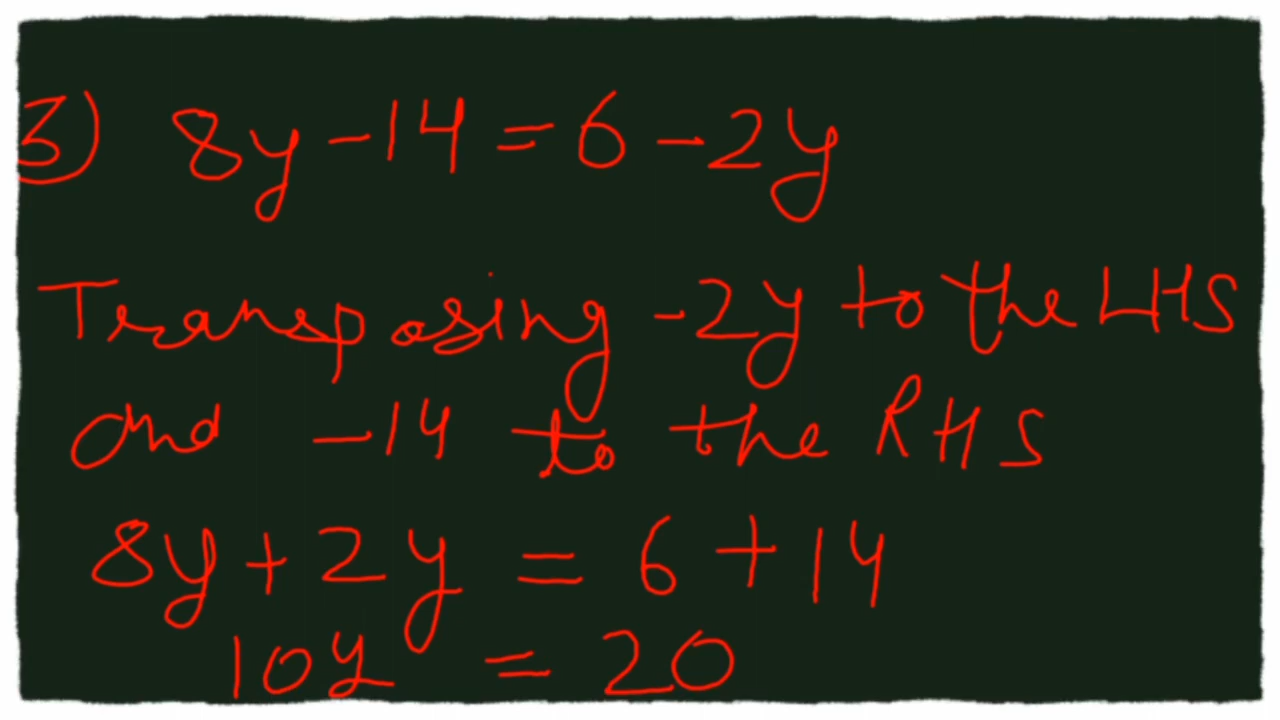 3) 8y - 14 = 6 - 2y
Transposing -2y to the LHS
and -14 to the RHS
8y + 2y = 6 + 14
10y = 20